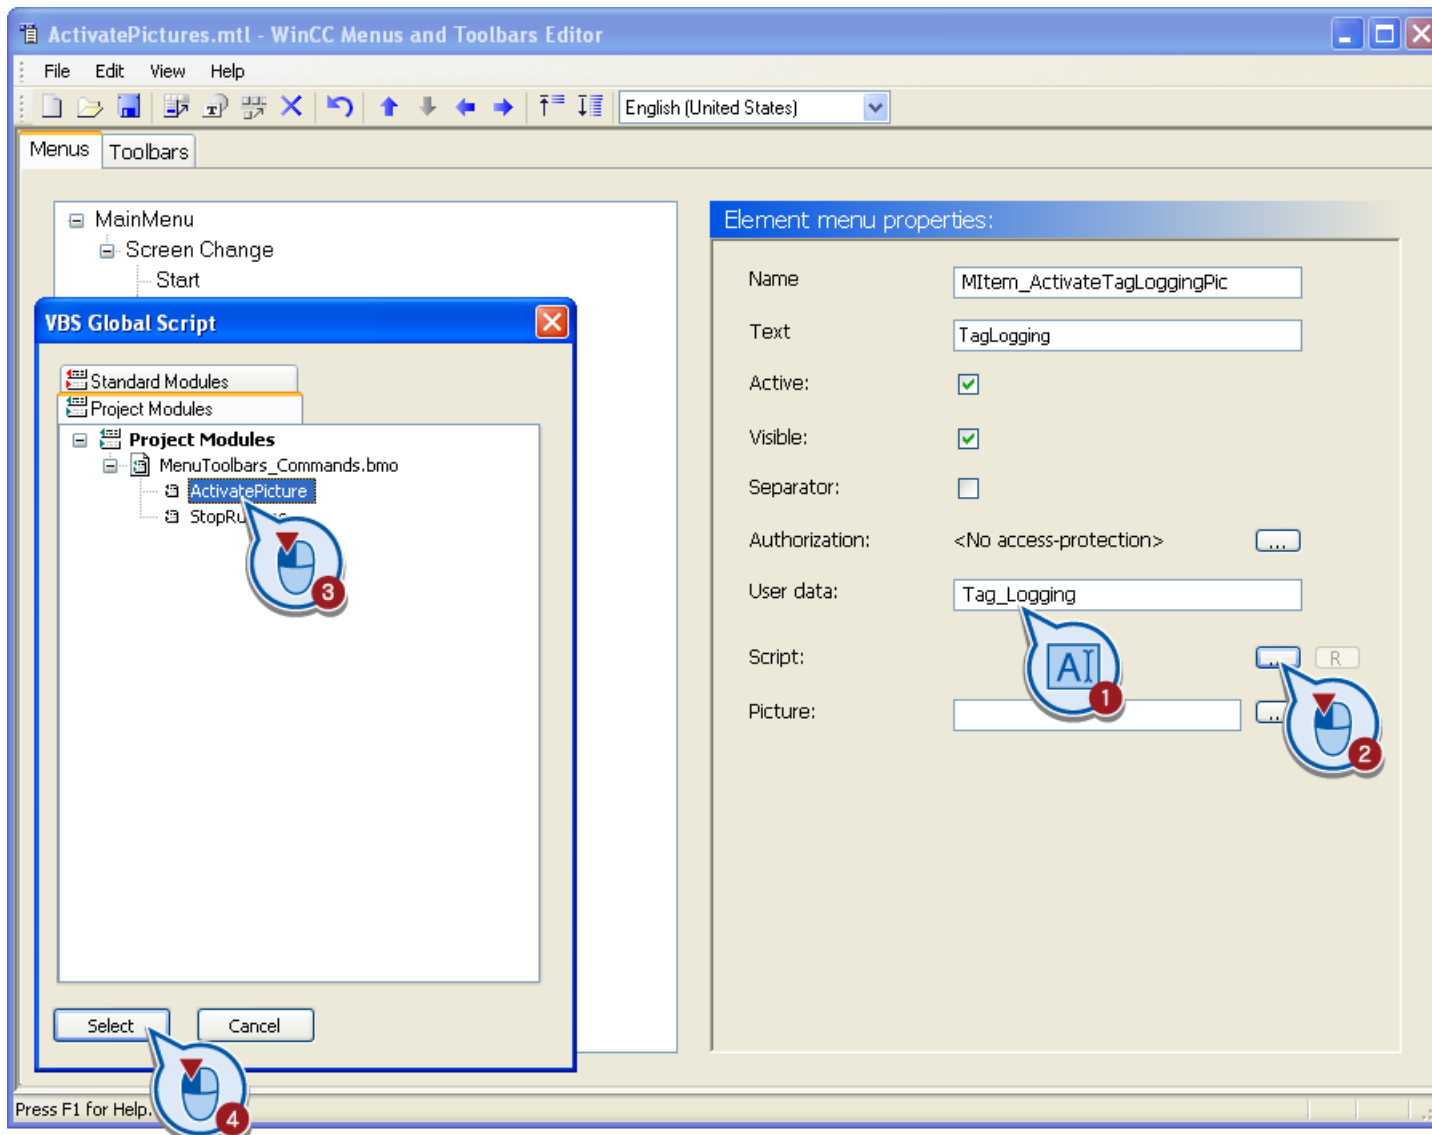 ActivatePictures.mtl - WinCC Menus and Toolbars Editor
File Edit View Help
English (United States)
Menus Toolbars
MainMenu
Screen Change
Start
VBS Global Script
Standard Modules
Project Modules
Project Modules
MenuToolbars_Commands.bmo
ActivatePicture
3
Select Cancel
4
Element menu properties:
Name MItem_ActivateTagLoggingPic
Text TagLogging
Active:
Visible:
Separator:
Authorization: <No access-protection> ...
User data: Tag_Logging
Script: ... R
AI
1
Picture: ...
2
Press F1 for Help.